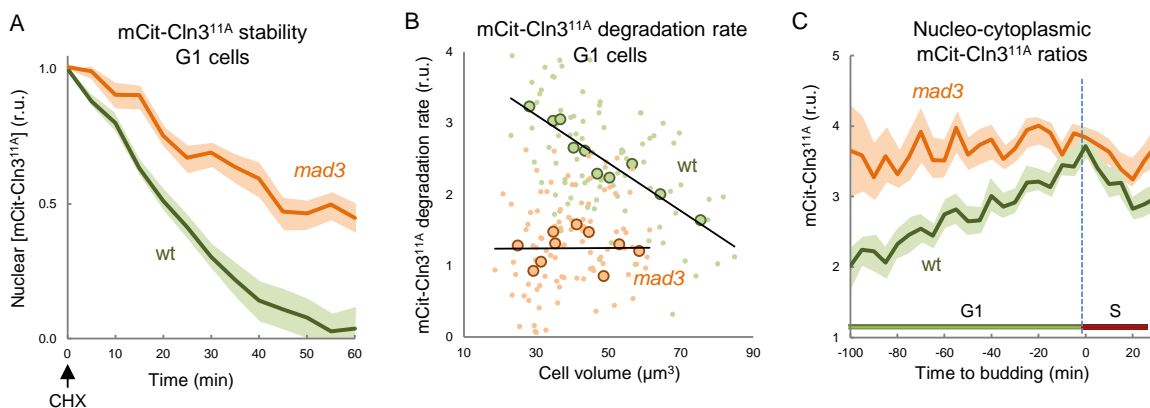 A
mCit-Cln3¹¹ᴬ stability
G1 cells
Nuclear [mCit-Cln3¹¹ᴬ] (r.u.)
1.0
0.5
0.0
mad3
wt
0
10
20
30
40
50
60
Time (min)
CHX
B
mCit-Cln3¹¹ᴬ degradation rate
G1 cells
mCit-Cln3¹¹ᴬ degradation rate (r.u.)
4
3
2
1
0
wt
mad3
10
30
50
70
90
Cell volume (µm³)
C
Nucleo-cytoplasmic
mCit-Cln3¹¹ᴬ ratios
mCit-Cln3¹¹ᴬ (r.u.)
5
4
3
2
1
mad3
wt
G1
S
-100
-80
-60
-40
-20
0
20
Time to budding (min)